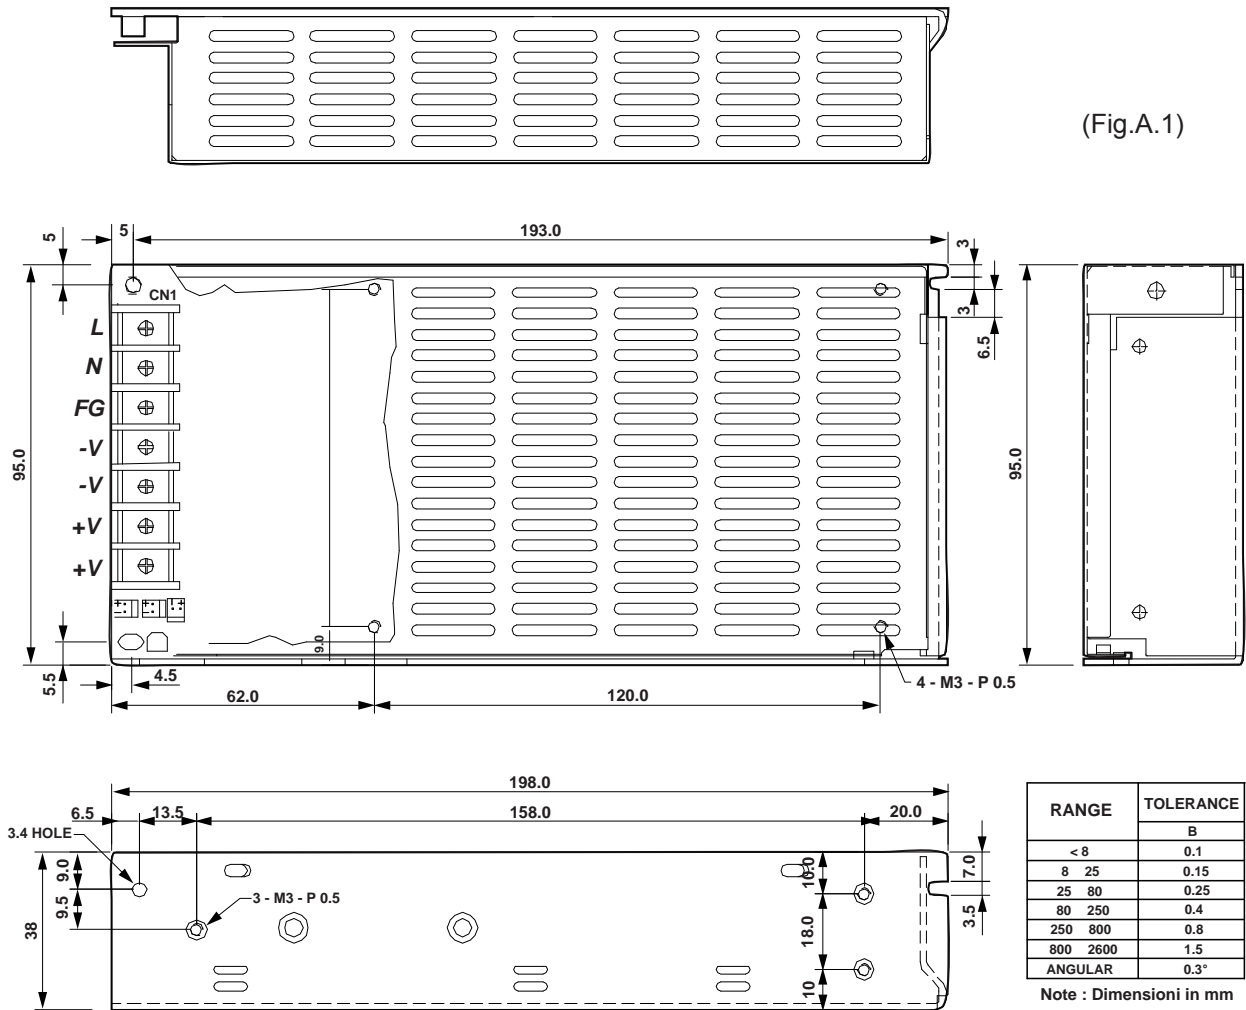 (Fig.A.1)
5
5
193.0
3
3
6.5
CN1
L
N
FG
-V
-V
+V
+V
95.0
95.0
9.0
5.5
4.5
62.0
120.0
4 - M3 - P 0.5
198.0
6.5
13.5
158.0
20.0
3.4 HOLE
9.0
9.5
38
3 - M3 - P 0.5
10.0
18.0
10
7.0
3.5
RANGE TOLERANCE
B
< 8 0.1
8 25 0.15
25 80 0.25
80 250 0.4
250 800 0.8
800 2600 1.5
ANGULAR 0.3°
Note : Dimensioni in mm